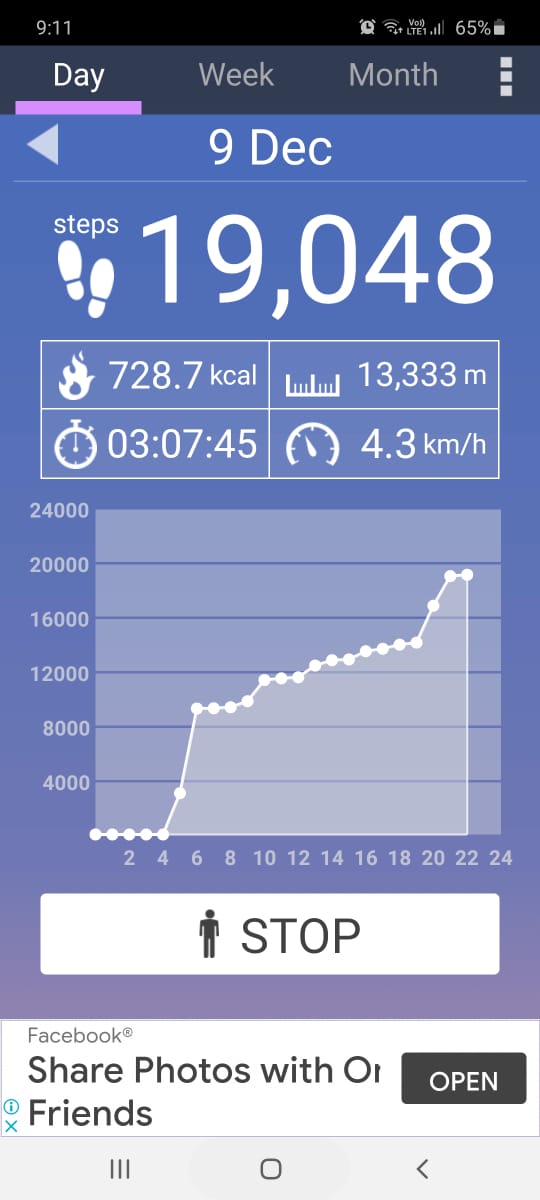 9:11 Vo)) LTE1 65%
Day Week Month
9 Dec
steps 19,048
728.7 kcal 13,333 m
03:07:45 4.3 km/h
24000
20000
16000
12000
8000
4000
2 4 6 8 10 12 14 16 18 20 22 24
STOP
Facebook®
Share Photos with Or
Friends
OPEN